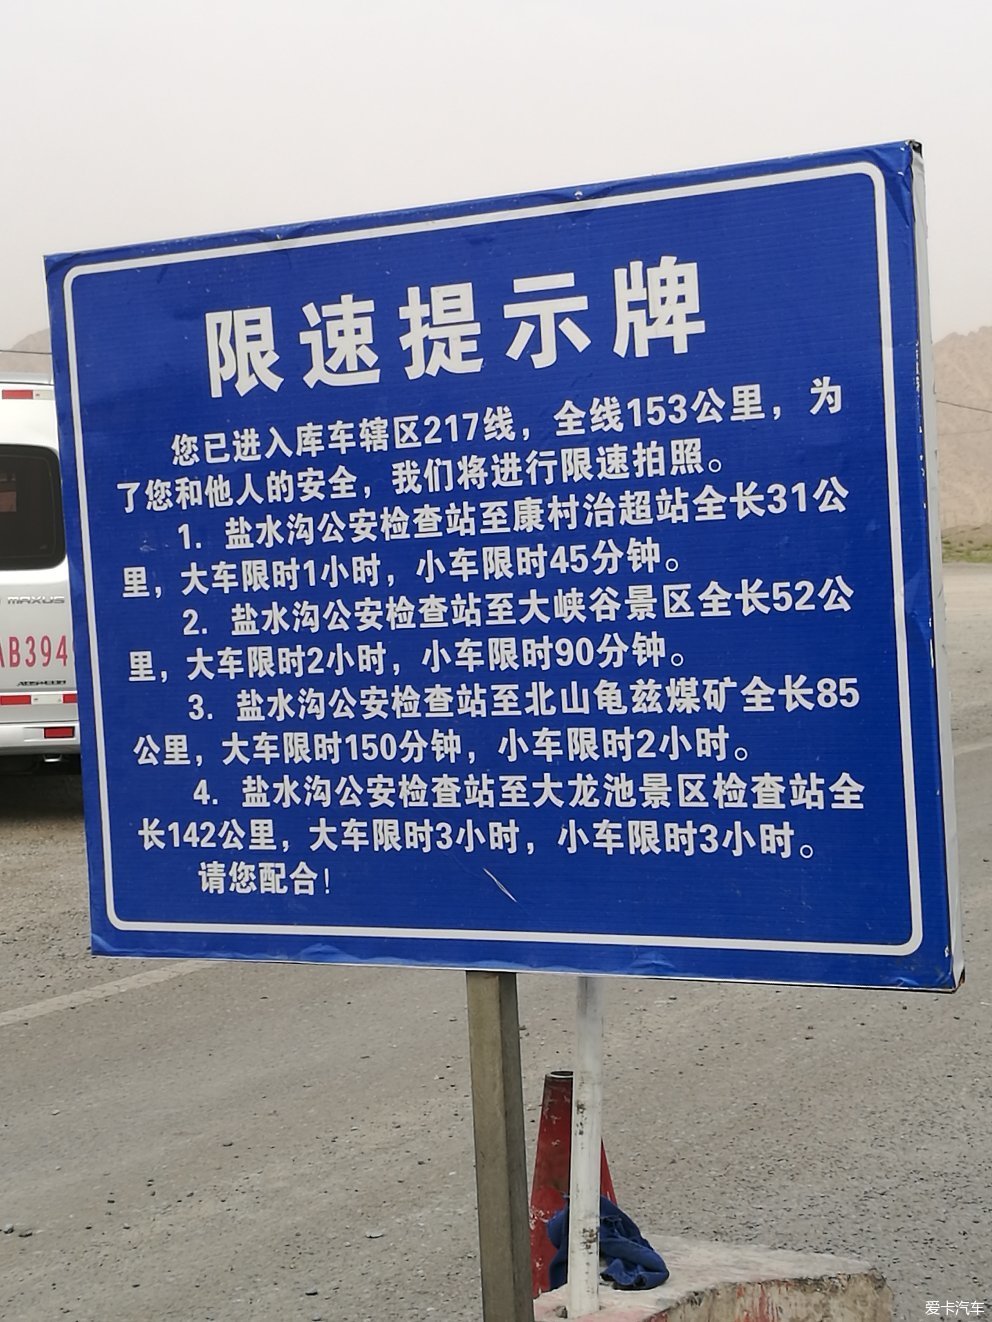 限速提示牌
您已进入库车辖区217线，全线153公里，为
了您和他人的安全，我们将进行限速拍照。
1. 盐水沟公安检查站至康村治超站全长31公
里，大车限时1小时，小车限时45分钟。
2. 盐水沟公安检查站至大峡谷景区全长52公
里，大车限时2小时，小车限时90分钟。
3. 盐水沟公安检查站至北山龟兹煤矿全长85
公里，大车限时150分钟，小车限时2小时。
4. 盐水沟公安检查站至大龙池景区检查站全
长142公里，大车限时3小时，小车限时3小时。
请您配合！
MAXUS
AB394
爱卡汽车